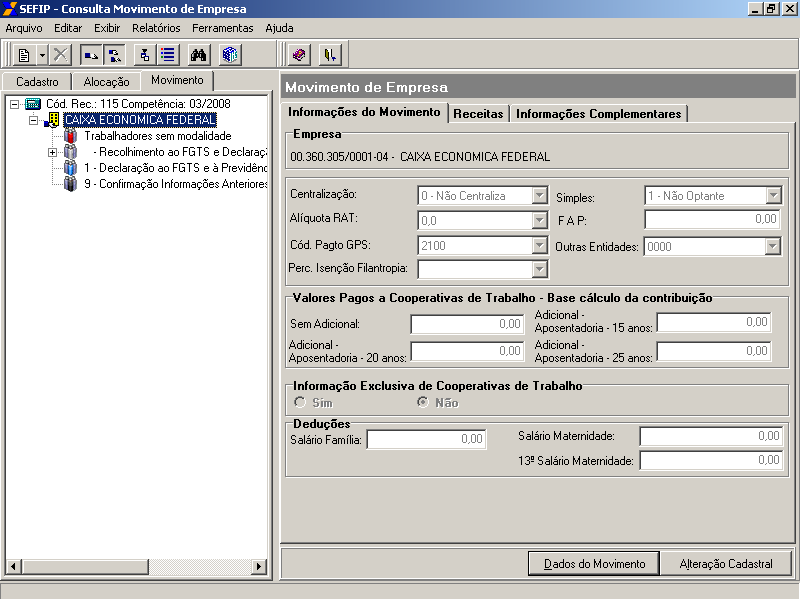 SEFIP - Consulta Movimento de Empresa
Arquivo Editar Exibir Relatórios Ferramentas Ajuda
Cadastro Alocação Movimento
Cód. Rec.: 115 Competência: 03/2008
CAIXA ECONOMICA FEDERAL
Trabalhadores sem modalidade
- Recolhimento ao FGTS e Declaraç
1 - Declaração ao FGTS e à Previdênc
9 - Confirmação Informações Anteriores
Movimento de Empresa
Informações do Movimento Receitas Informações Complementares
Empresa
00.360.305/0001-04 - CAIXA ECONOMICA FEDERAL
Centralização: 0 - Não Centraliza Simples: 1 - Não Optante
Alíquota RAT: 0,0 F A P: 0,00
Cód. Pagto GPS: 2100 Outras Entidades: 0000
Perc. Isenção Filantropia:
Valores Pagos a Cooperativas de Trabalho - Base cálculo da contribuição
Sem Adicional: 0,00 Adicional -
Aposentadoria - 15 anos: 0,00
Adicional -
Aposentadoria - 20 anos: 0,00 Adicional -
Aposentadoria - 25 anos: 0,00
Informação Exclusiva de Cooperativas de Trabalho
Sim Não
Deduções
Salário Família: 0,00 Salário Maternidade: 0,00
13º Salário Maternidade: 0,00
Dados do Movimento Alteração Cadastral